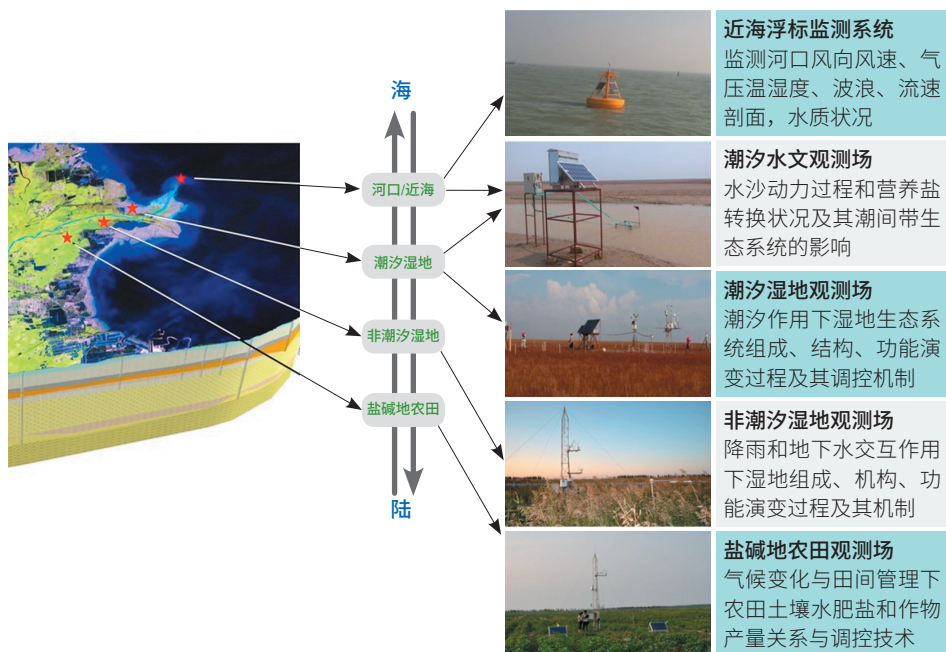 海
河口/近海
潮汐湿地
非潮汐湿地
盐碱地农田
陆
近海浮标监测系统
监测河口风向风速、气
压温湿度、波浪、流速
剖面，水质状况
潮汐水文观测场
水沙动力过程和营养盐
转换状况及其潮间带生
态系统的影响
潮汐湿地观测场
潮汐作用下湿地生态系
统组成、结构、功能演
变过程及其调控机制
非潮汐湿地观测场
降雨和地下水交互作用
下湿地组成、机构、功
能演变过程及其机制
盐碱地农田观测场
气候变化与田间管理下
农田土壤水肥盐和作物
产量关系与调控技术